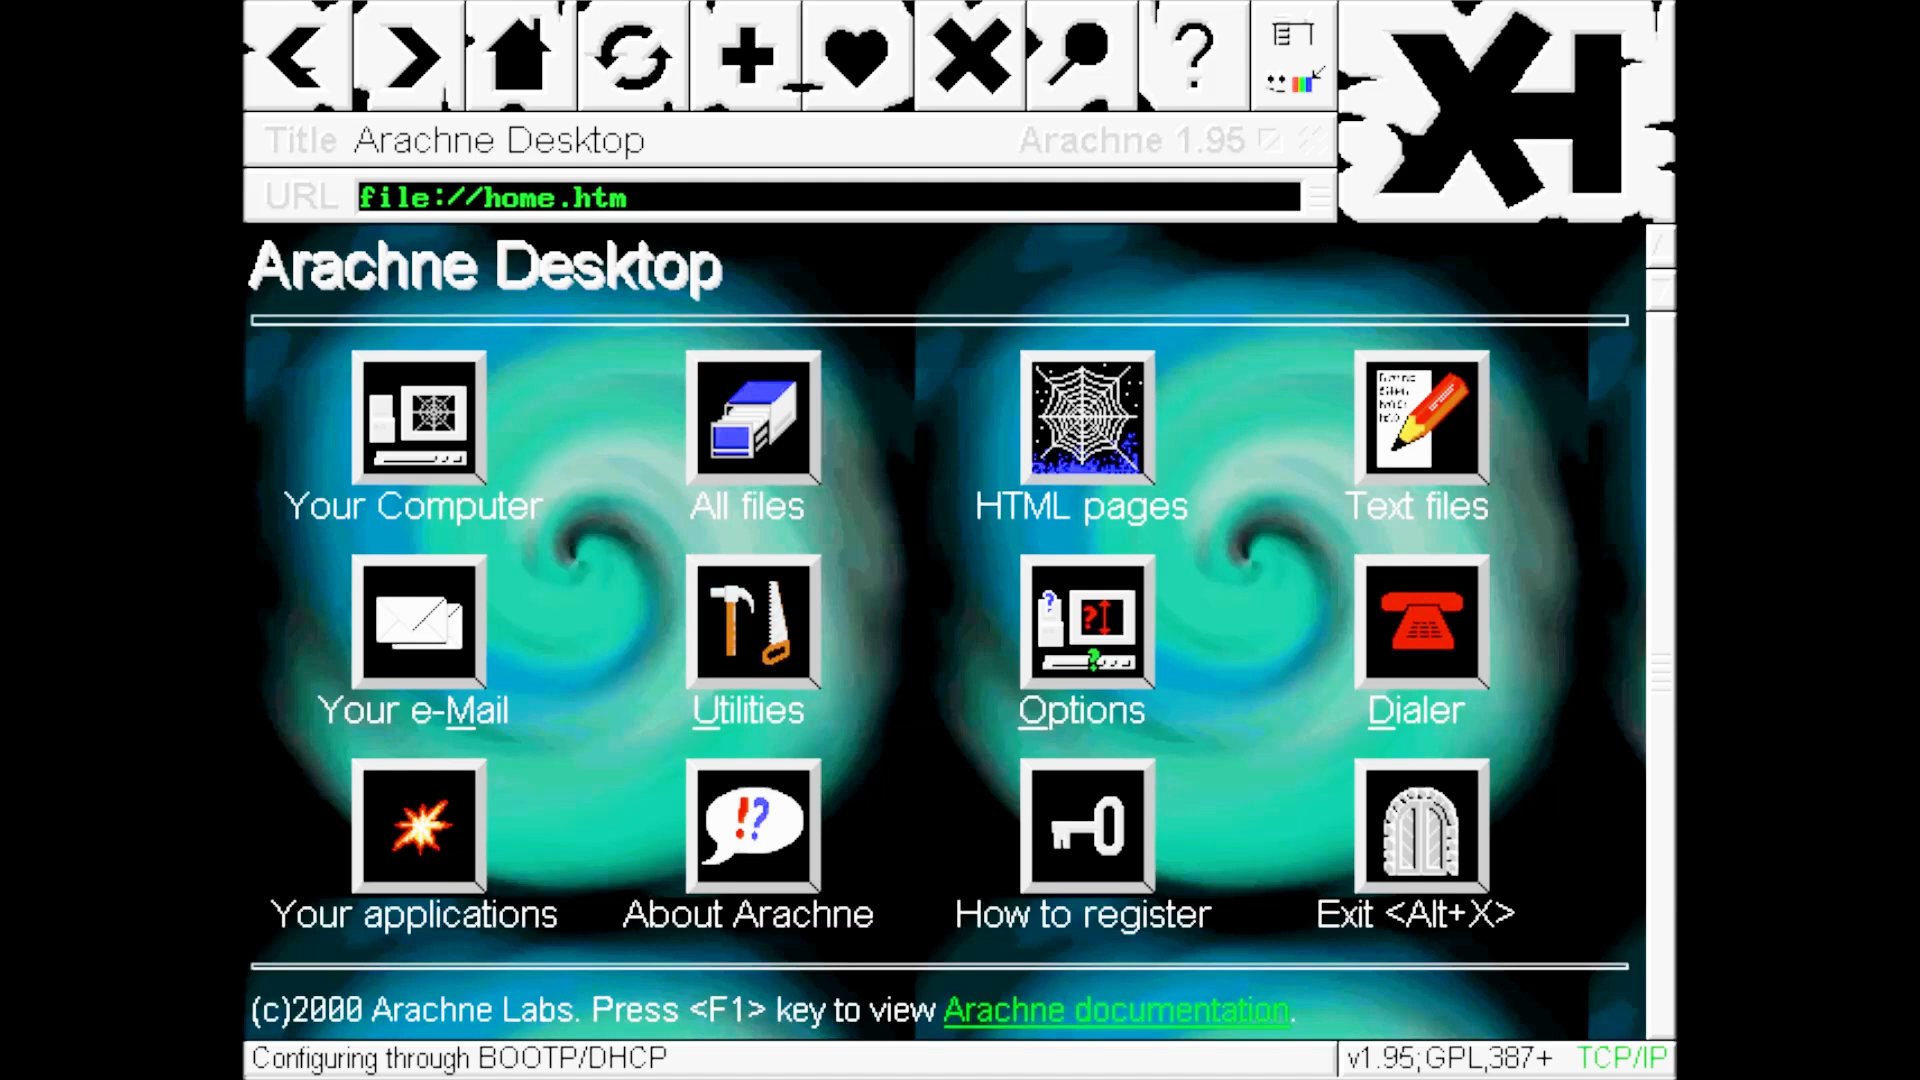 Title Arachne Desktop Arachne 1.95
URL file://home.htm
Arachne Desktop
Your Computer All files HTML pages Text files
Your e-Mail Utilities Options Dialer
Your applications About Arachne How to register Exit <Alt+X>
(c)2000 Arachne Labs. Press <F1> key to view Arachne documentation.
Configuring through BOOTP/DHCP v1.95;GPL,387+ TCP/IP